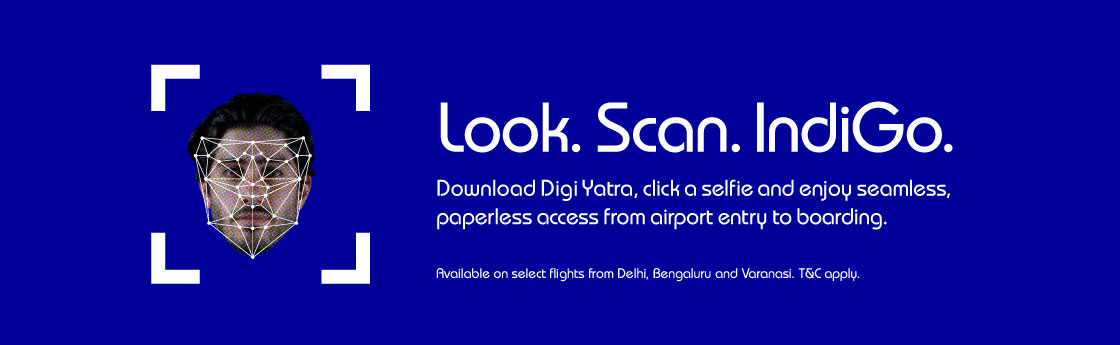 Look. Scan. IndiGo.
Download Digi Yatra, click a selfie and enjoy seamless,
paperless access from airport entry to boarding.
Available on select flights from Delhi, Bengaluru and Varanasi. T&C apply.